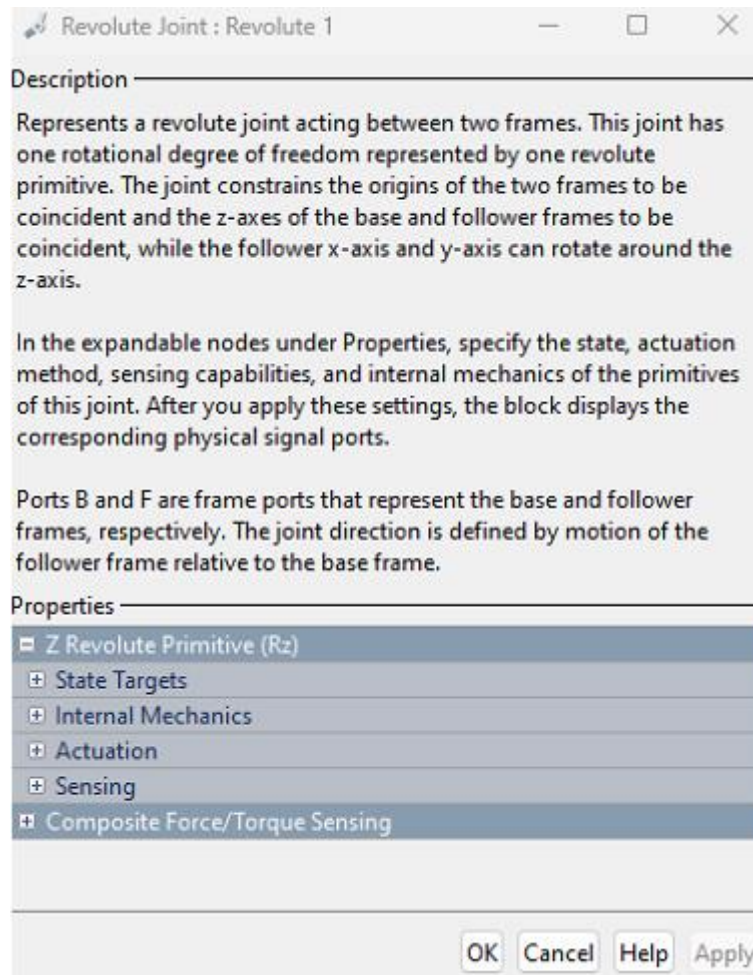 Revolute Joint : Revolute 1
Description
Represents a revolute joint acting between two frames. This joint has
one rotational degree of freedom represented by one revolute
primitive. The joint constrains the origins of the two frames to be
coincident and the z-axes of the base and follower frames to be
coincident, while the follower x-axis and y-axis can rotate around the
z-axis.
In the expandable nodes under Properties, specify the state, actuation
method, sensing capabilities, and internal mechanics of the primitives
of this joint. After you apply these settings, the block displays the
corresponding physical signal ports.
Ports B and F are frame ports that represent the base and follower
frames, respectively. The joint direction is defined by motion of the
follower frame relative to the base frame.
Properties
Z Revolute Primitive (Rz)
State Targets
Internal Mechanics
Actuation
Sensing
Composite Force/Torque Sensing
OK Cancel Help Apply